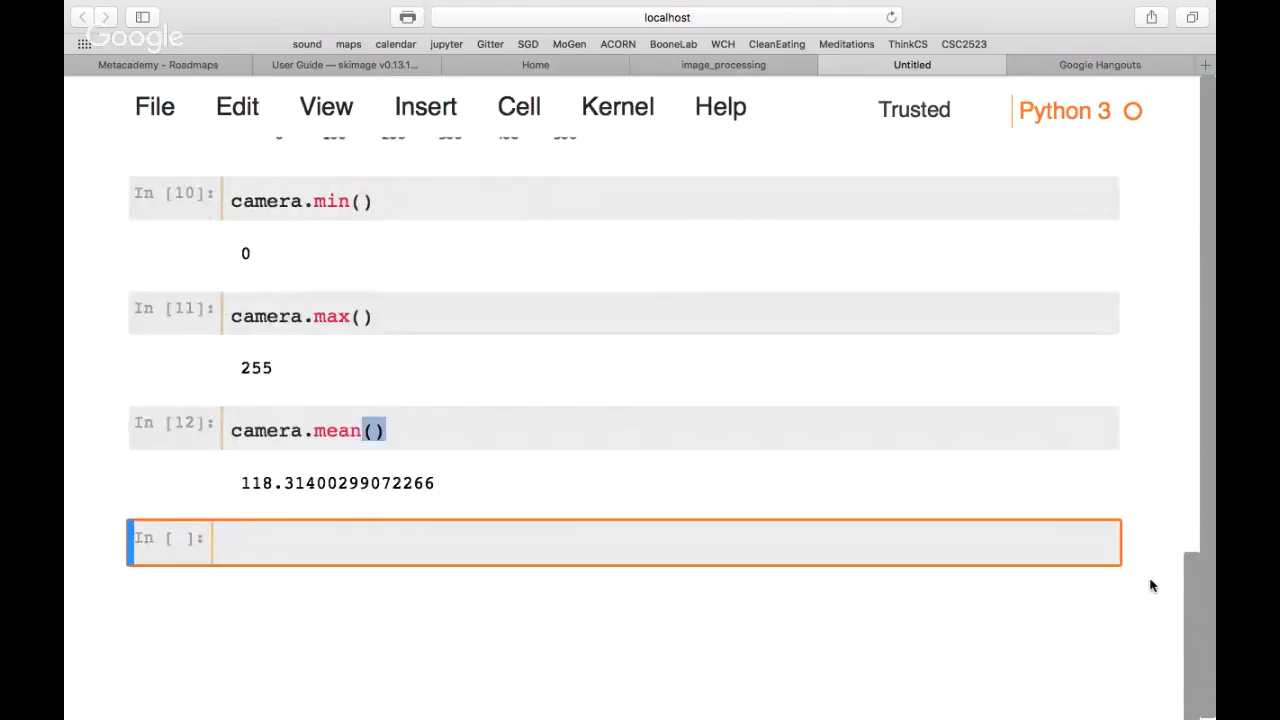 localhost
Google
sound maps calendar jupyter Gitter SGD MoGen ACORN BooneLab WCH CleanEating Meditations ThinkCS CSC2523
Metacademy - Roadmaps User Guide — skimage v0.13.1... Home image_processing Untitled Google Hangouts +
File Edit View Insert Cell Kernel Help Trusted Python 3
In [10]: camera.min()
0
In [11]: camera.max()
255
In [12]: camera.mean()
118.31400299072266
In [ ]: